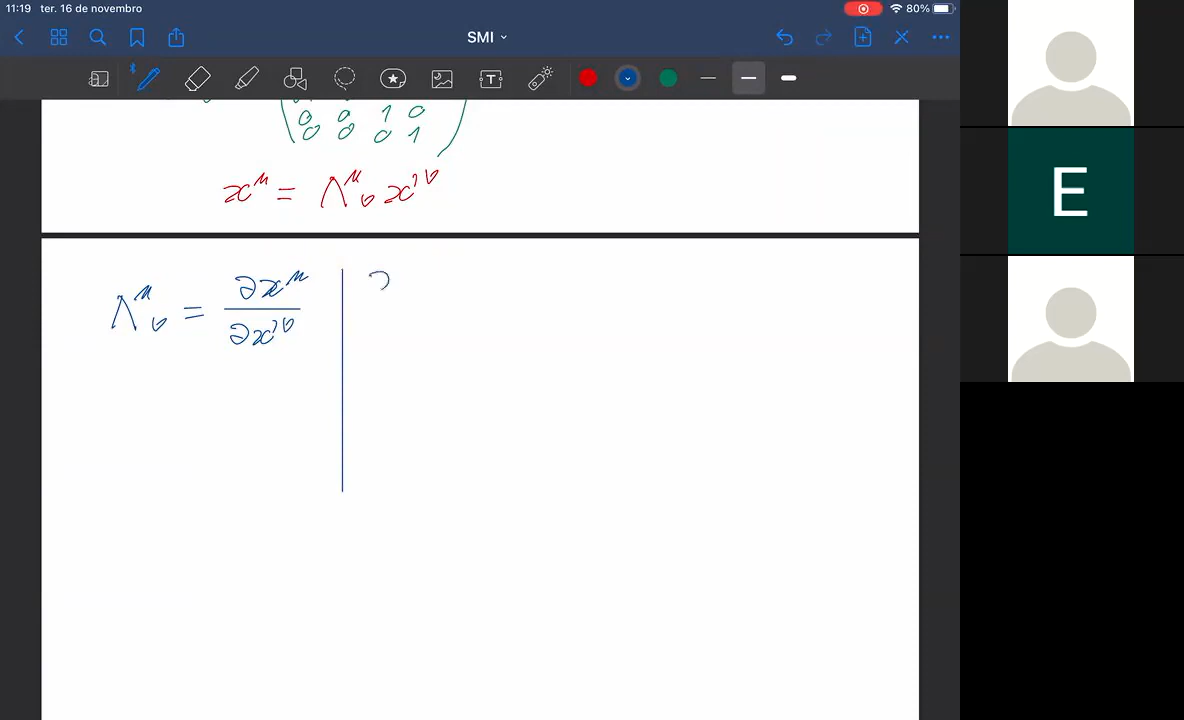 11:19 ter. 16 de novembro
80%
SMI
T
0 0 1 0
0 0 0 1
x^μ = Λ^μ_ν x'^ν
Λ^μ_ν = ∂x^μ / ∂x'^ν
E